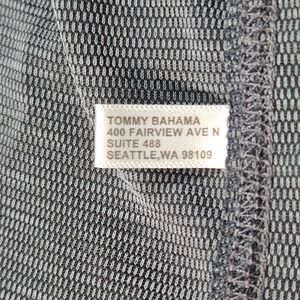 TOMMY BAHAMA
400 FAIRVIEW AVE N
SUITE 488
SEATTLE,WA 98109